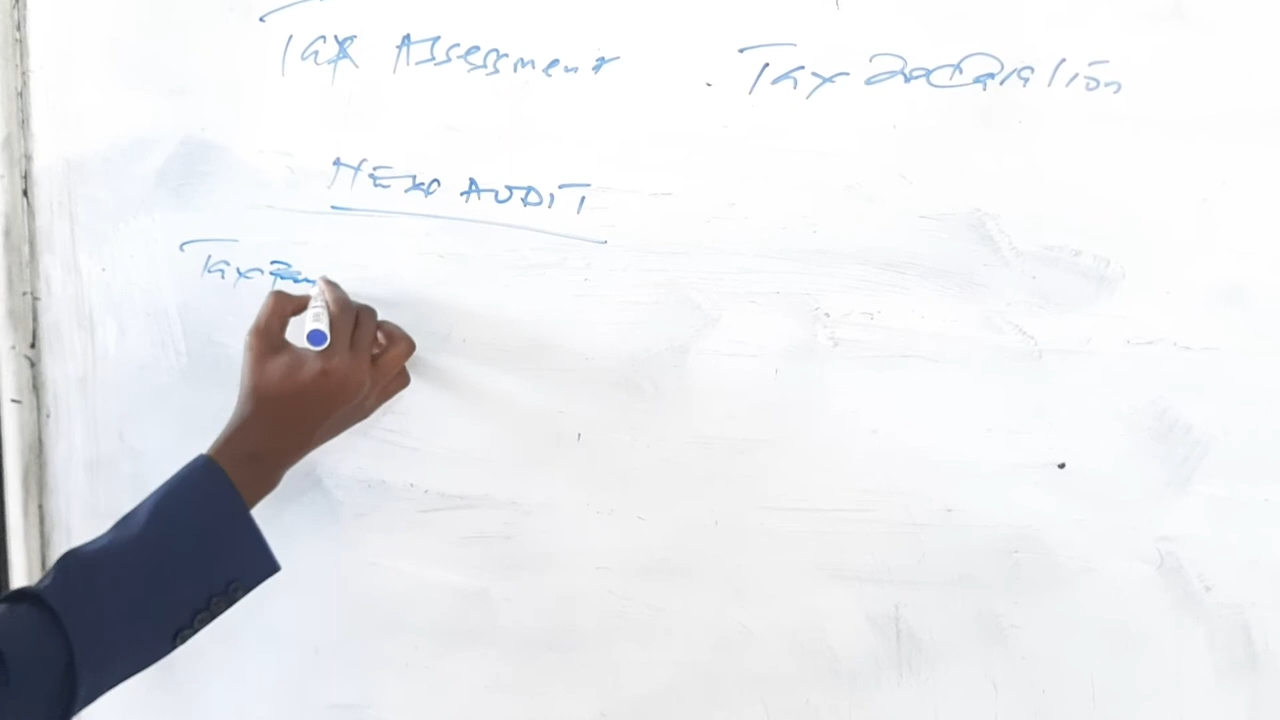 Tax Assessment
. Tax Declaration
AUDIT
Tax